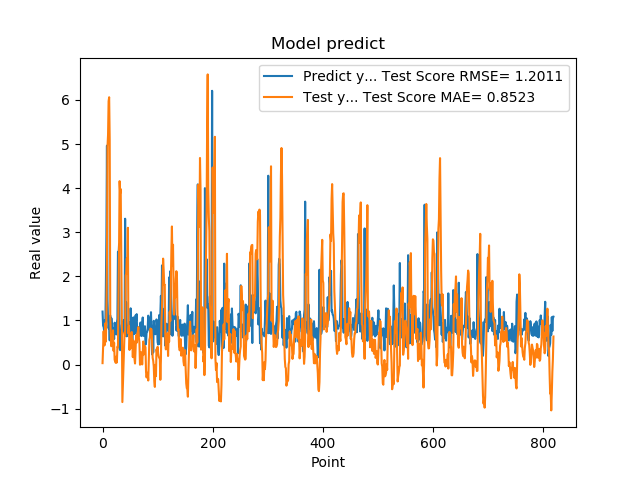 Model predict
Predict y... Test Score RMSE= 1.2011
Test y... Test Score MAE= 0.8523
Real value
6
5
4
3
2
1
0
−1
0 200 400 600 800
Point